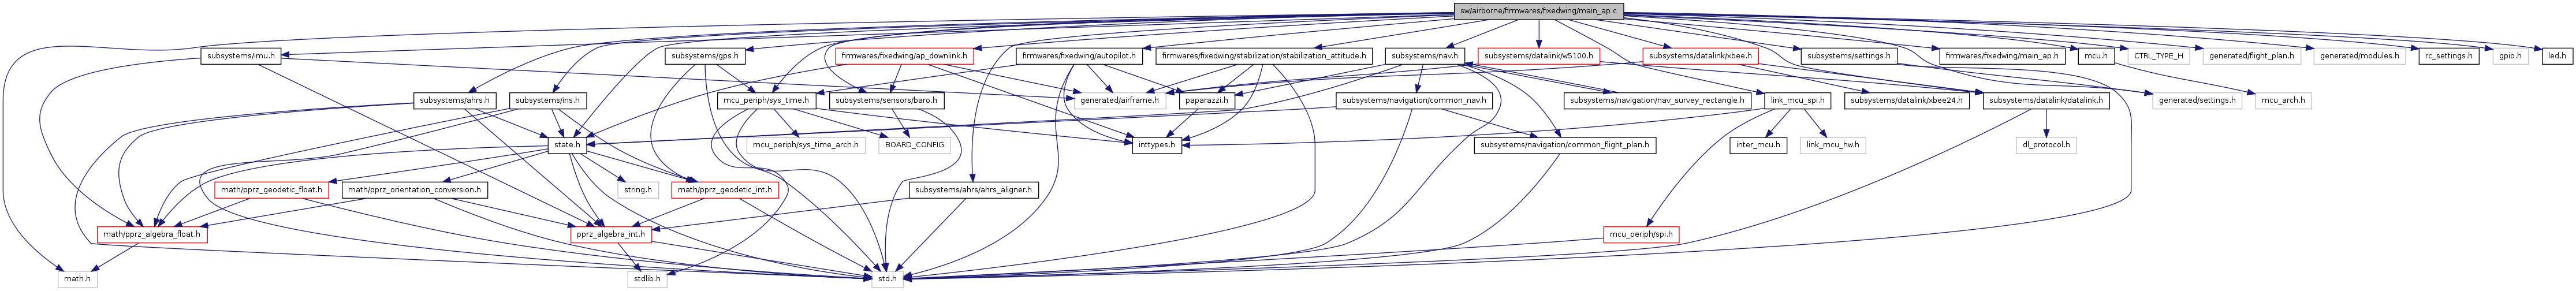 sw/airborne/firmwares/fixedwing/main_ap.c
subsystems/imu.h
subsystems/gps.h
firmwares/fixedwing/ap_downlink.h
firmwares/fixedwing/autopilot.h
firmwares/fixedwing/stabilization/stabilization_attitude.h
subsystems/nav.h
subsystems/datalink/w5100.h
subsystems/datalink/xbee.h
subsystems/settings.h
firmwares/fixedwing/main_ap.h
mcu.h
CTRL_TYPE_H
generated/flight_plan.h
generated/modules.h
rc_settings.h
gpio.h
led.h
subsystems/ahrs.h
subsystems/ins.h
mcu_periph/sys_time.h
subsystems/sensors/baro.h
generated/airframe.h
paparazzi.h
subsystems/navigation/common_nav.h
subsystems/navigation/nav_survey_rectangle.h
link_mcu_spi.h
subsystems/datalink/xbee24.h
subsystems/datalink/datalink.h
generated/settings.h
mcu_arch.h
state.h
mcu_periph/sys_time_arch.h
BOARD_CONFIG
inttypes.h
subsystems/navigation/common_flight_plan.h
inter_mcu.h
link_mcu_hw.h
dl_protocol.h
math/pprz_geodetic_float.h
math/pprz_orientation_conversion.h
string.h
math/pprz_geodetic_int.h
subsystems/ahrs/ahrs_aligner.h
math/pprz_algebra_float.h
pprz_algebra_int.h
mcu_periph/spi.h
math.h
stdlib.h
std.h